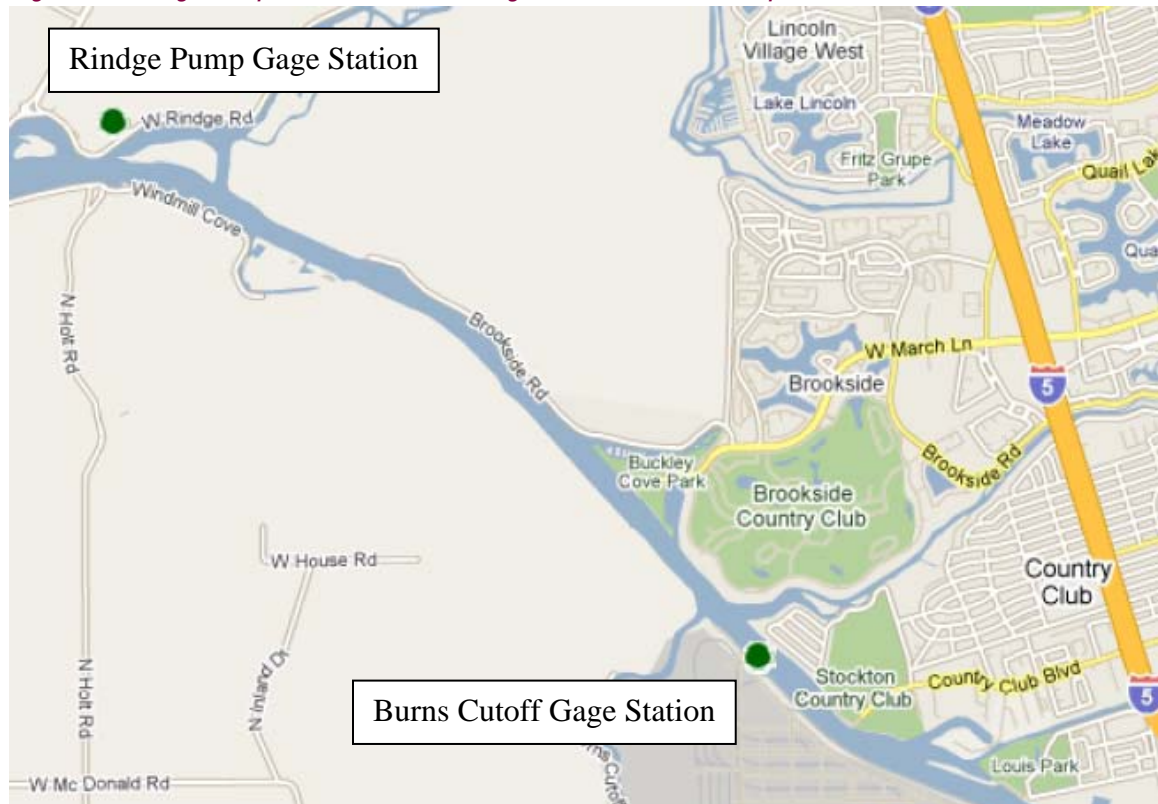 Rindge Pump Gage Station
W Rindge Rd
Windmill Cove
N Holt Rd
Brookside Rd
Lincoln
Village West
Lake Lincoln
Fritz Grupe
Park
Meadow
Lake
Quail
W March Ln
5
Brookside
Brookside Rd
Buckley
Cove Park
Brookside
Country Club
W House Rd
Country
Club
N Holt Rd
N Inland Dr
Stockton
Country Club
Country Club Blvd
5
Burns Cutoff Gage Station
Louis Park
W Mc Donald Rd